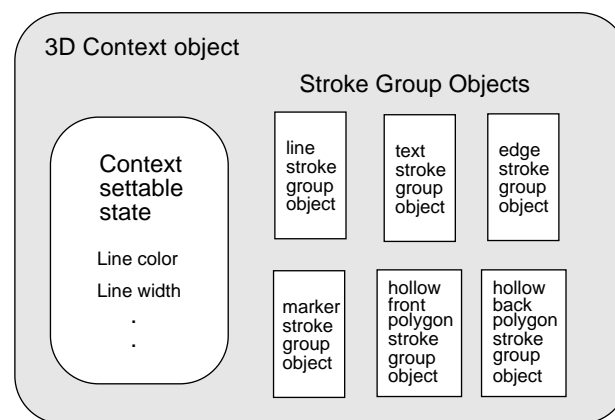 3D Context object
Stroke Group Objects
Context
settable
state
Line color
Line width
.
.
line
stroke
group
object
text
stroke
group
object
edge
stroke
group
object
marker
stroke
group
object
hollow
front
polygon
stroke
group
object
hollow
back
polygon
stroke
group
object